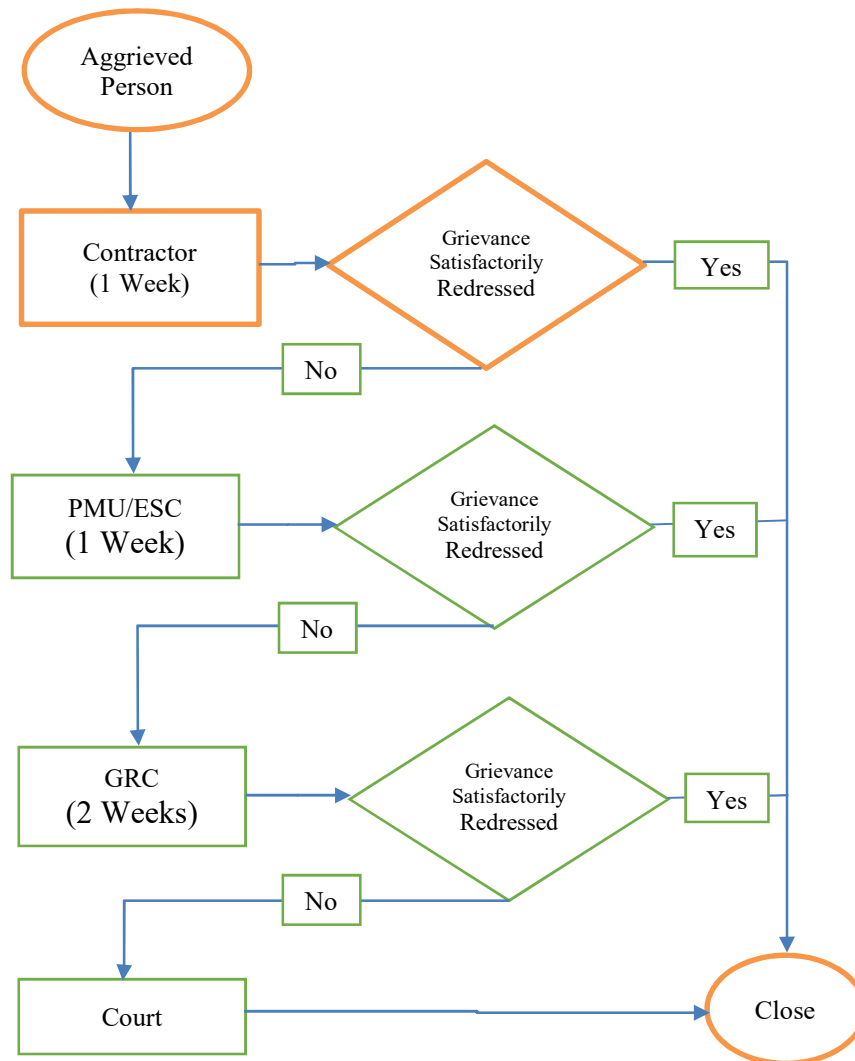 Aggrieved
Person
Contractor
(1 Week)
Grievance
Satisfactorily
Redressed
Yes
No
PMU/ESC
(1 Week)
Grievance
Satisfactorily
Redressed
Yes
No
GRC
(2 Weeks)
Grievance
Satisfactorily
Redressed
Yes
No
Court
Close